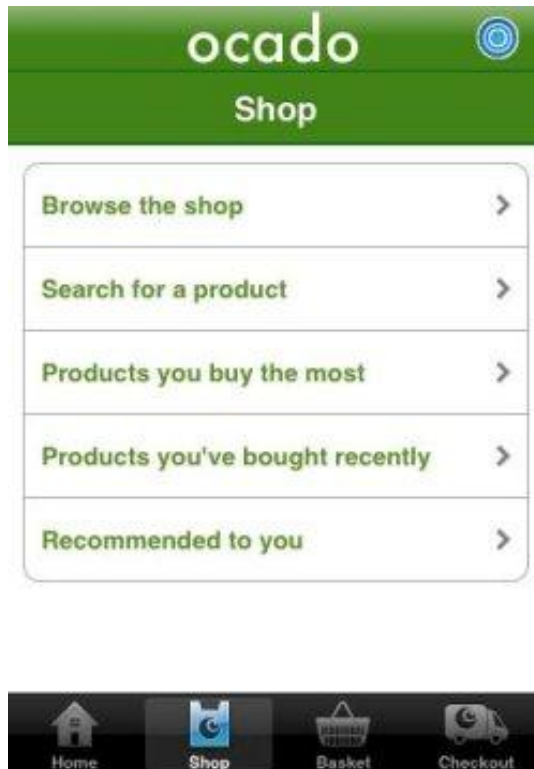 ocado
Shop
Browse the shop
Search for a product
Products you buy the most
Products you've bought recently
Recommended to you
Home Shop Basket Checkout